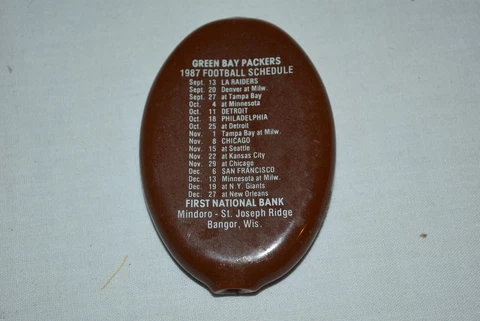 GREEN BAY PACKERS
1987 FOOTBALL SCHEDULE
Sept. 13 LA RAIDERS
Sept. 20 Denver at Milw.
Sept. 27 at Tampa Bay
Oct. 4 at Minnesota
Oct. 11 DETROIT
Oct. 18 PHILADELPHIA
Oct. 25 at Detroit
Nov. 1 Tampa Bay at Milw.
Nov. 8 CHICAGO
Nov. 15 at Seattle
Nov. 22 at Kansas City
Nov. 29 at Chicago
Dec. 6 SAN FRANCISCO
Dec. 13 Minnesota at Milw.
Dec. 19 at N.Y. Giants
Dec. 27 at New Orleans
FIRST NATIONAL BANK
Mindoro - St. Joseph Ridge
Bangor, Wis.